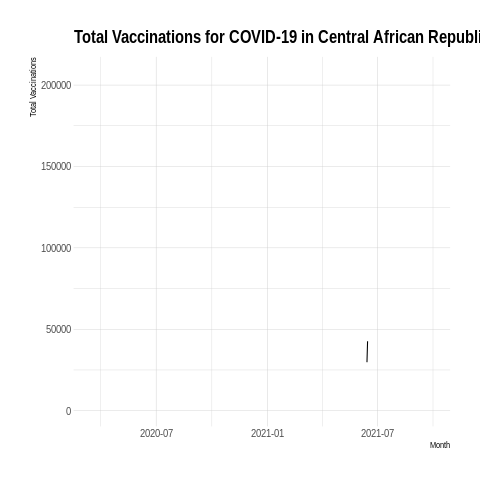 Total Vaccinations for COVID-19 in Central African Republi
Total Vaccinations
200000
150000
100000
50000
0
2020-07 2021-01 2021-07
Month